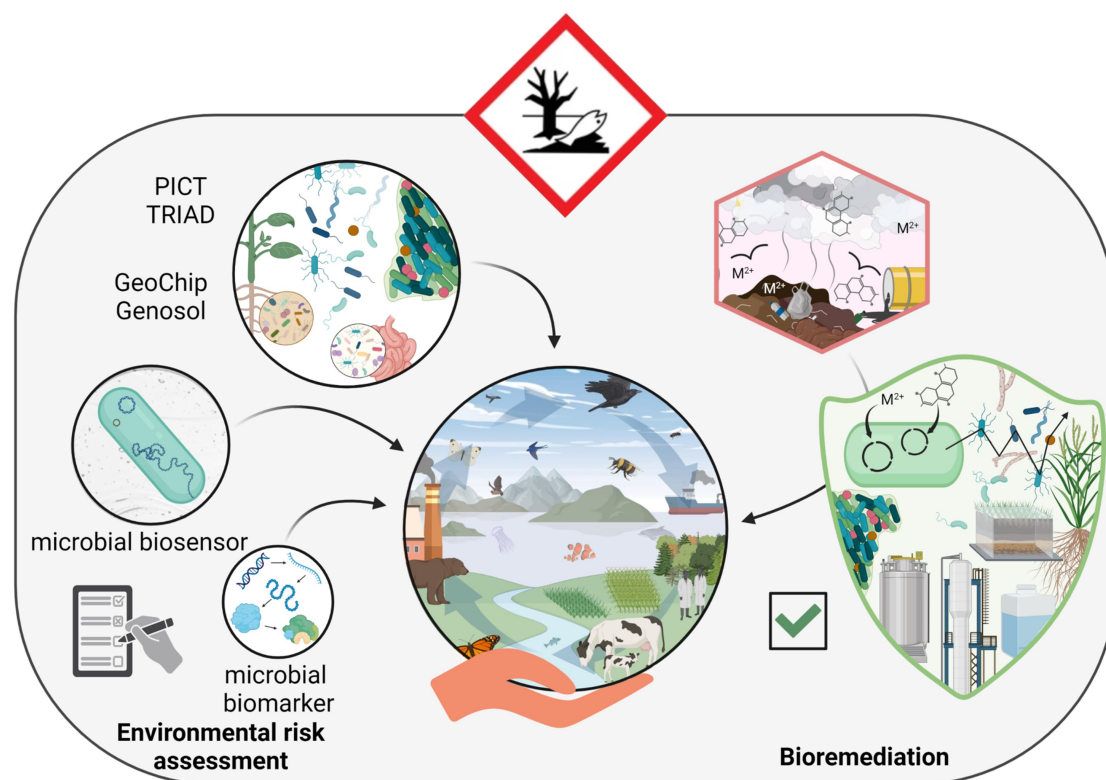 PICT
TRIAD
GeoChip
Genosol
microbial biosensor
microbial
biomarker
Environmental risk
assessment
M²⁺
M²⁺
M²⁺
M²⁺
Bioremediation